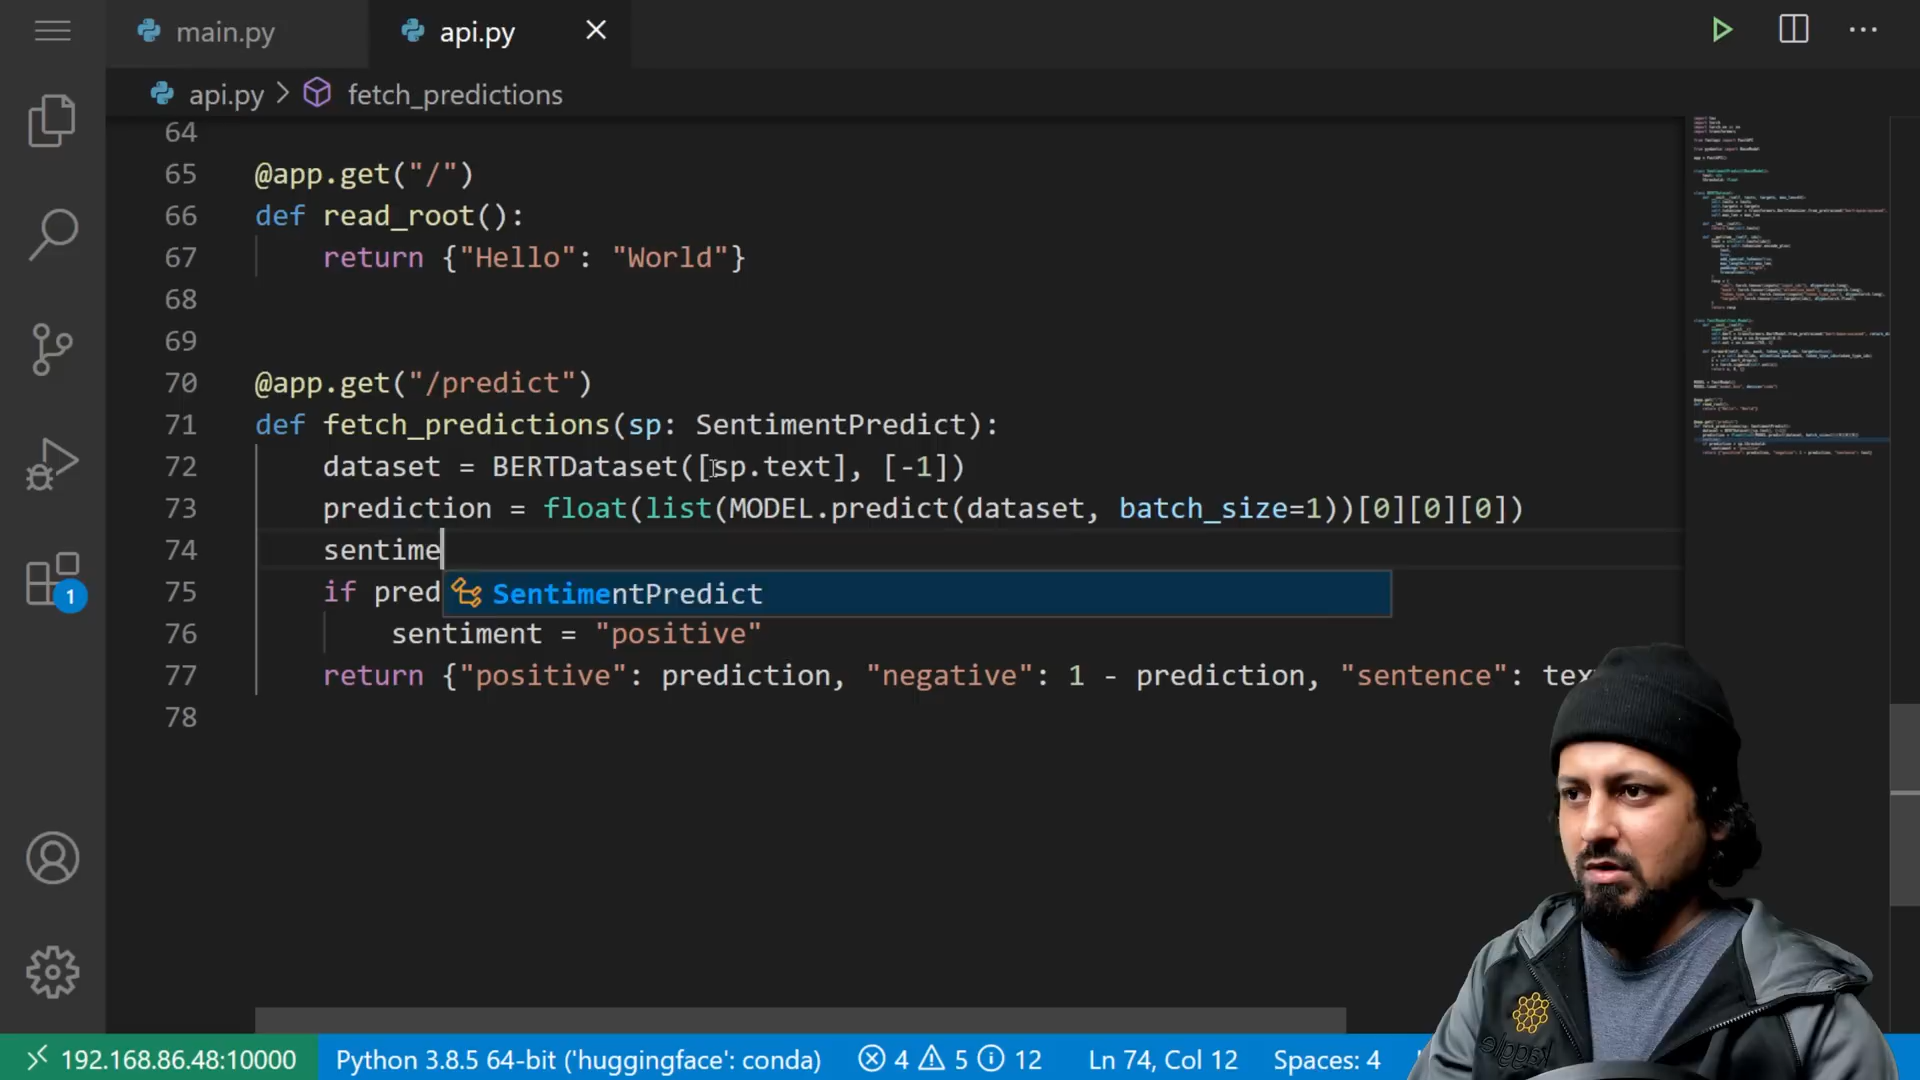 main.py
api.py
api.py > fetch_predictions
64
65 @app.get("/")
66 def read_root():
67 return {"Hello": "World"}
68
69
70 @app.get("/predict")
71 def fetch_predictions(sp: SentimentPredict):
72 dataset = BERTDataset([sp.text], [-1])
73 prediction = float(list(MODEL.predict(dataset, batch_size=1))[0][0][0])
74 sentime
SentimentPredict
75 if pred
76 sentiment = "positive"
77 return {"positive": prediction, "negative": 1 - prediction, "sentence": tex
78
1
kaggle
192.168.86.48:10000 Python 3.8.5 64-bit ('huggingface': conda) 4 5 12 Ln 74, Col 12 Spaces: 4